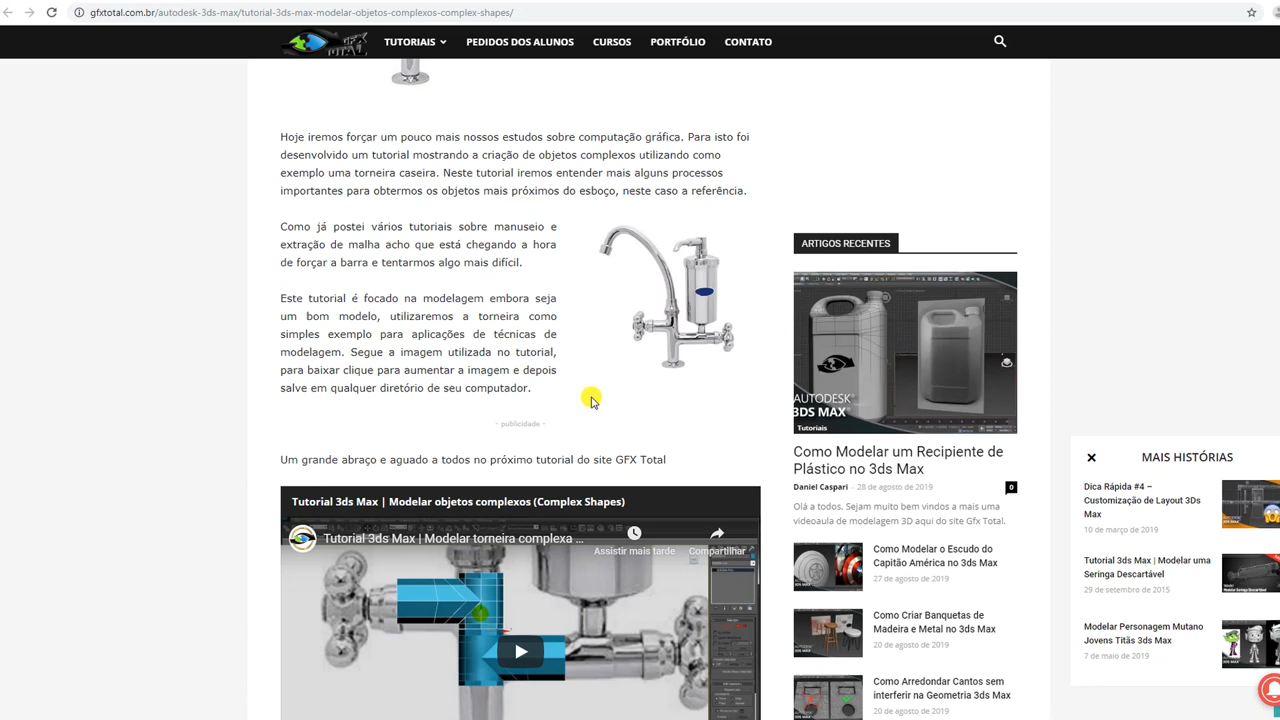 gfxtotal.com.br/autodesk-3ds-max/tutorial-3ds-max-modelar-objetos-complexos-complex-shapes/
GFX TOTAL
TUTORIAIS
PEDIDOS DOS ALUNOS
CURSOS
PORTFÓLIO
CONTATO
Hoje iremos forçar um pouco mais nossos estudos sobre computação gráfica. Para isto foi
desenvolvido um tutorial mostrando a criação de objetos complexos utilizando como
exemplo uma torneira caseira. Neste tutorial iremos entender mais alguns processos
importantes para obtermos os objetos mais próximos do esboço, neste caso a referência.
Como já postei vários tutoriais sobre manuseio e
extração de malha acho que está chegando a hora
de forçar a barra e tentarmos algo mais difícil.
Este tutorial é focado na modelagem embora seja
um bom modelo, utilizaremos a torneira como
simples exemplo para aplicações de técnicas de
modelagem. Segue a imagem utilizada no tutorial,
para baixar clique para aumentar a imagem e depois
salve em qualquer diretório de seu computador.
- publicidade -
Um grande abraço e aguado a todos no próximo tutorial do site GFX Total
Tutorial 3ds Max | Modelar objetos complexos (Complex Shapes)
Tutorial 3ds Max | Modelar torneira complexa ...
Assistir mais tarde
Compartilhar
ARTIGOS RECENTES
AUTODESK
3DS MAX
Tutoriais
Como Modelar um Recipiente de
Plástico no 3ds Max
Daniel Caspari - 28 de agosto de 2019
0
Olá a todos, Sejam muito bem vindos a mais uma
videoaula de modelagem 3D aqui do site Gfx Total.
Como Modelar o Escudo do
Capitão América no 3ds Max
27 de agosto de 2019
Como Criar Banquetas de
Madeira e Metal no 3ds Max
20 de agosto de 2019
Como Arredondar Cantos sem
interferir na Geometria 3ds Max
20 de agosto de 2019
MAIS HISTÓRIAS
Dica Rápida #4 –
Customização de Layout 3Ds
Max
10 de março de 2019
Tutorial 3ds Max | Modelar uma
Seringa Descartável
29 de setembro de 2015
Modelar Personagem Mutano
Jovens Titãs 3ds Max
7 de maio de 2019